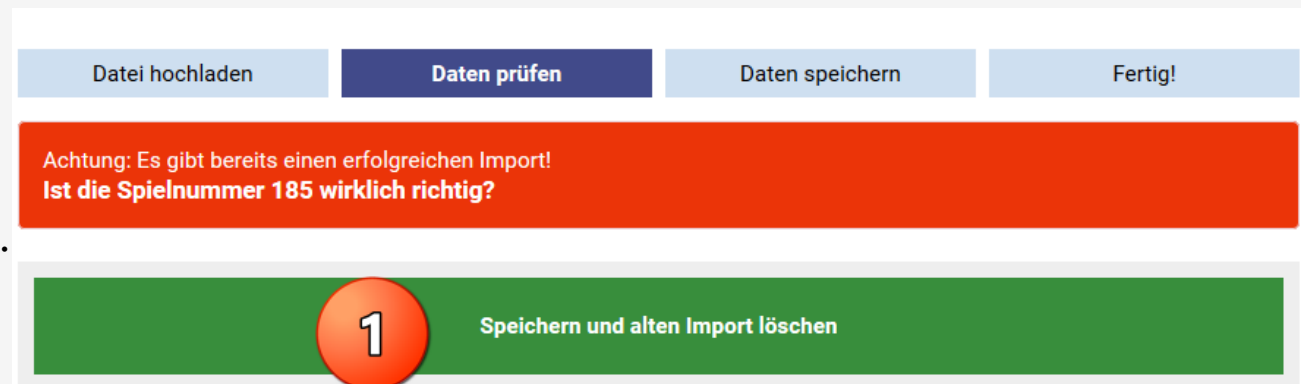 Datei hochladen
Daten prüfen
Daten speichern
Fertig!
Achtung: Es gibt bereits einen erfolgreichen Import!
Ist die Spielnummer 185 wirklich richtig?
1
Speichern und alten Import löschen